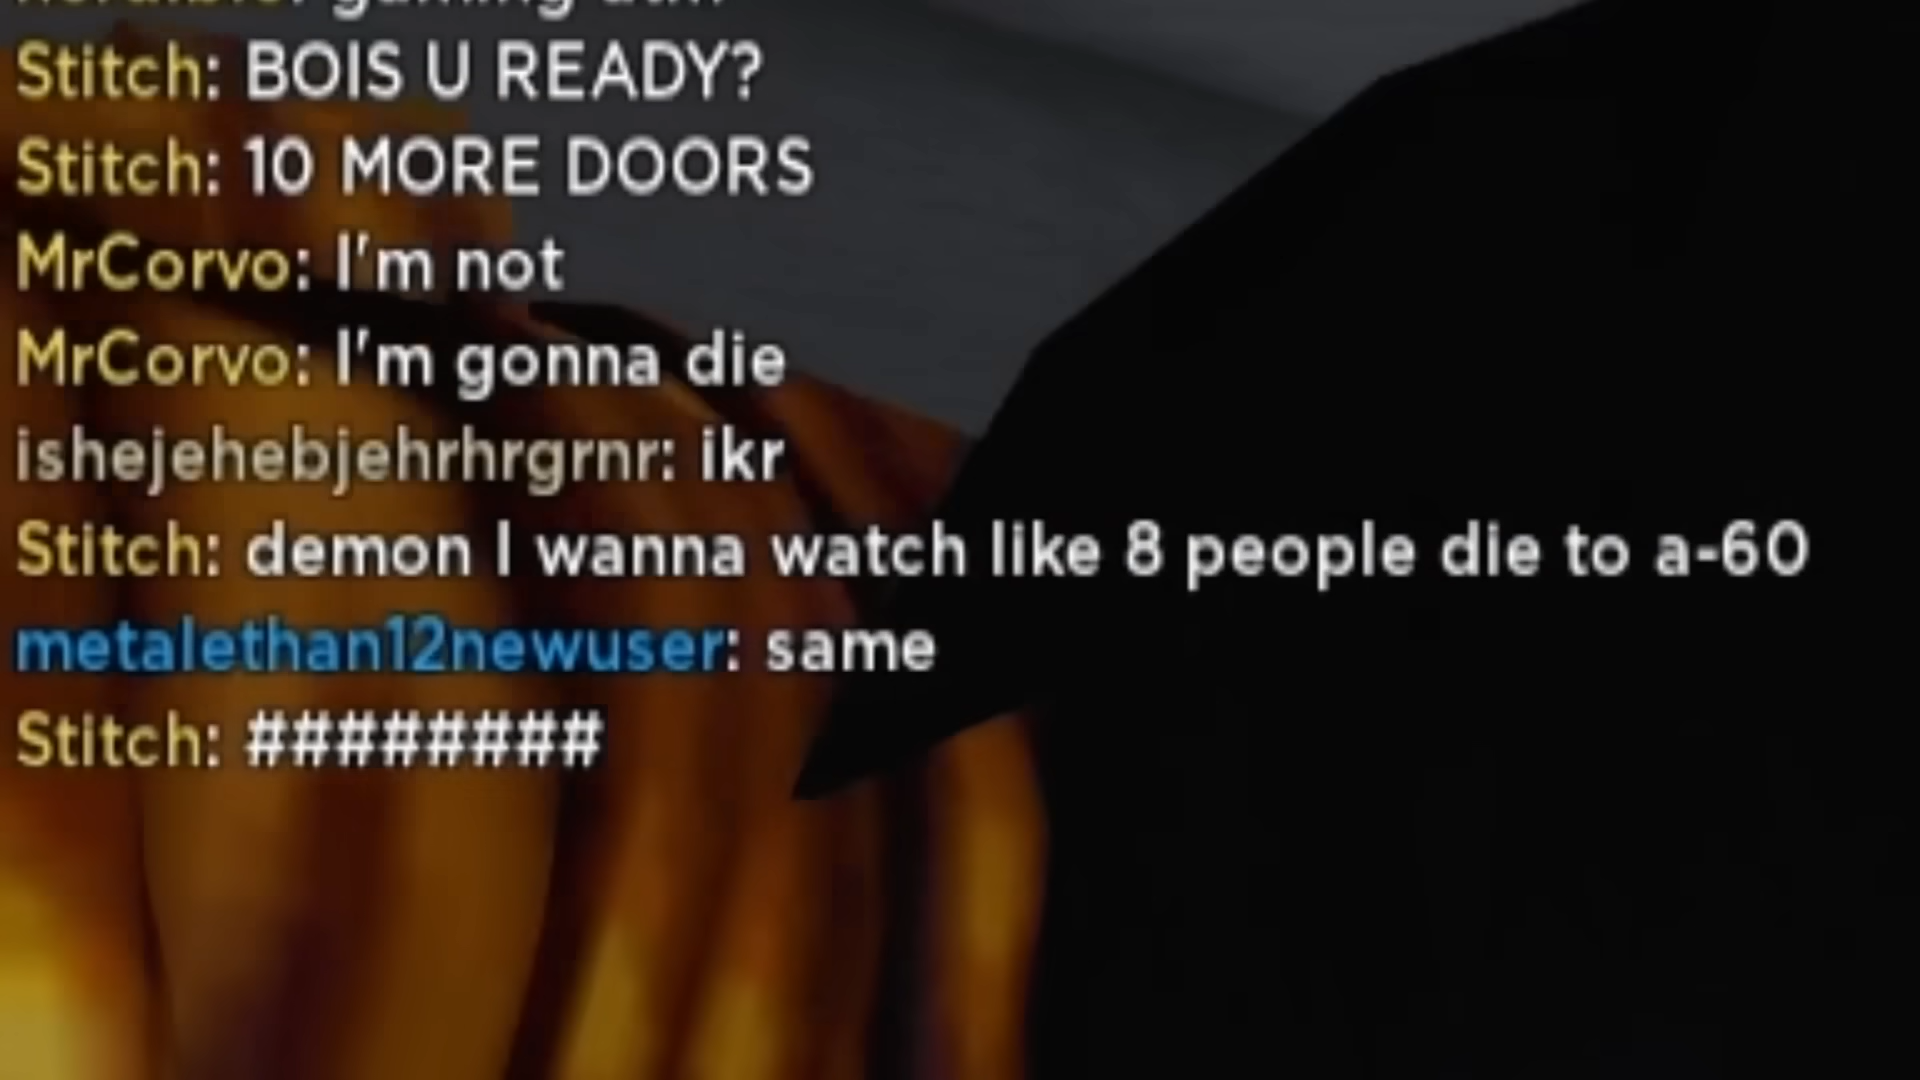 Stitch: BOIS U READY?
Stitch: 10 MORE DOORS
MrCorvo: I'm not
MrCorvo: I'm gonna die
ishejehebjehrhrgrnr: ikr
Stitch: demon I wanna watch like 8 people die to a-60
metalethan12newuser: same
Stitch: ########